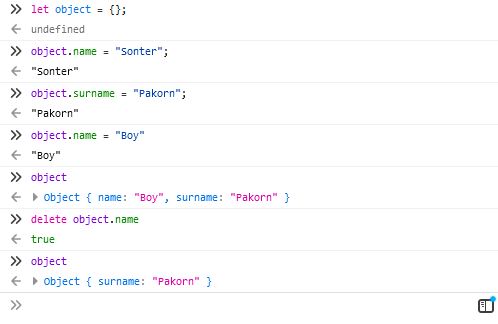 let object = {};
undefined
object.name = "Sonter";
"Sonter"
object.surname = "Pakorn";
"Pakorn"
object.name = "Boy"
"Boy"
object
Object { name: "Boy", surname: "Pakorn" }
delete object.name
true
object
Object { surname: "Pakorn" }